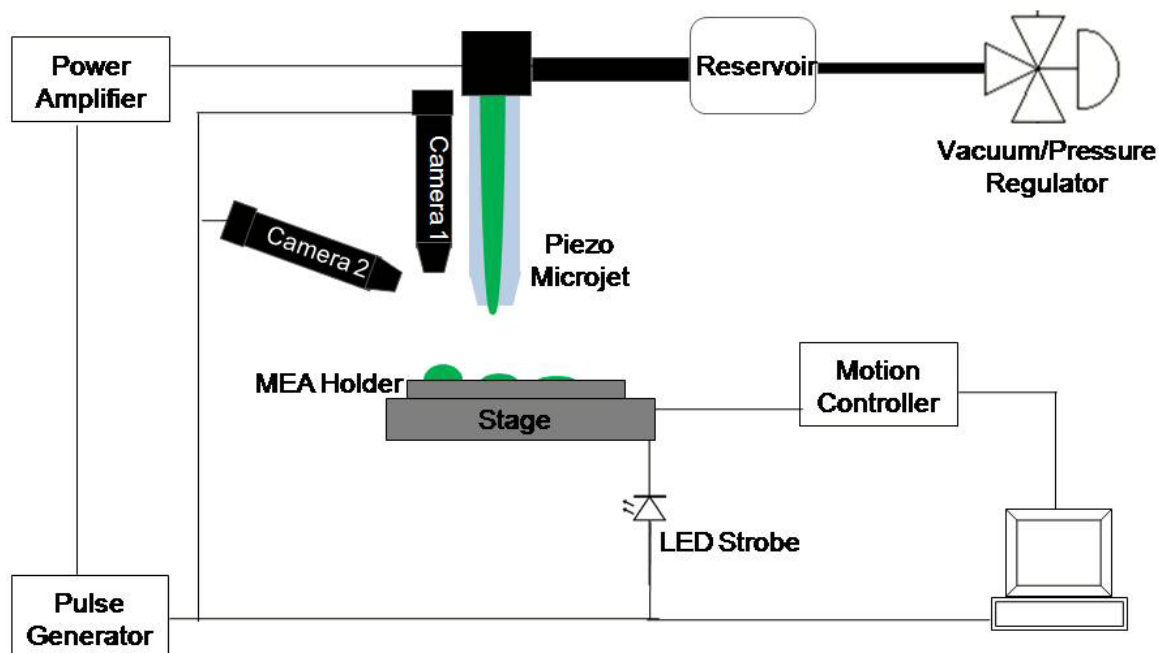 Power
Amplifier
Reservoir
Vacuum/Pressure
Regulator
Camera 1
Camera 2
Piezo
Microjet
MEA Holder
Stage
Motion
Controller
LED Strobe
Pulse
Generator